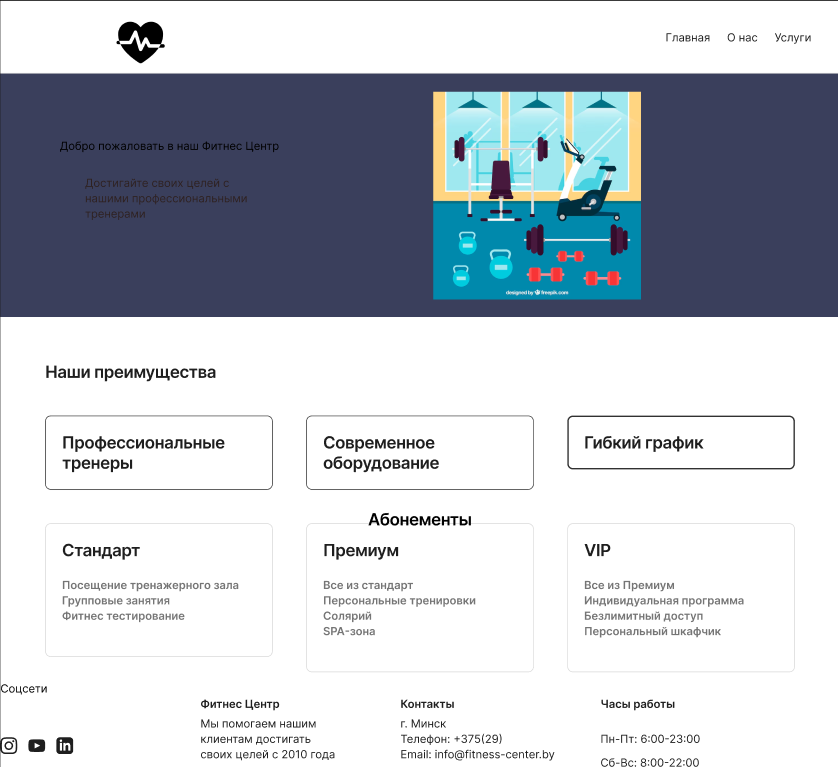 Главная О нас Услуги
Добро пожаловать в наш Фитнес Центр
Достигайте своих целей с
нашими профессиональными
тренерами
designed by freepik.com
Наши преимущества
Профессиональные
тренеры
Современное
оборудование
Гибкий график
Абонементы
Стандарт
Посещение тренажерного зала
Групповые занятия
Фитнес тестирование
Премиум
Все из стандарт
Персональные тренировки
Солярий
SPA-зона
VIP
Все из Премиум
Индивидуальная программа
Безлимитный доступ
Персональный шкафчик
Соцсети
in
Фитнес Центр
Мы помогаем нашим
клиентам достигать
своих целей с 2010 года
Контакты
г. Минск
Телефон: +375(29)
Email: info@fitness-center.by
Часы работы
Пн-Пт: 6:00-23:00
Сб-Вс: 8:00-22:00